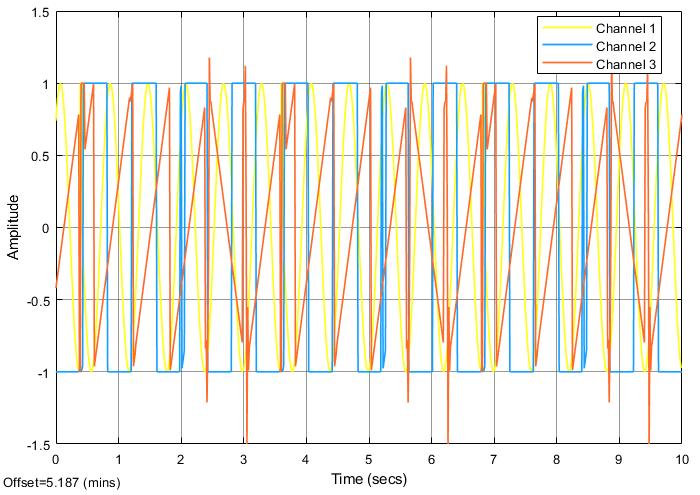 Channel 1
Channel 2
Channel 3
1.5
1
0.5
0
-0.5
-1
-1.5
Amplitude
0 1 2 3 4 5 6 7 8 9 10
Time (secs)
Offset=5.187 (mins)